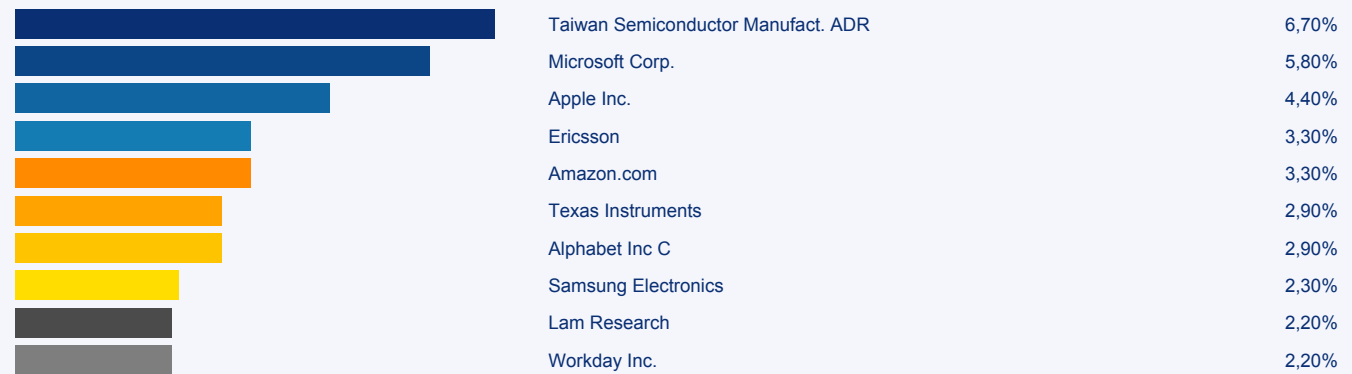 Taiwan Semiconductor Manufact. ADR 6,70%
Microsoft Corp. 5,80%
Apple Inc. 4,40%
Ericsson 3,30%
Amazon.com 3,30%
Texas Instruments 2,90%
Alphabet Inc C 2,90%
Samsung Electronics 2,30%
Lam Research 2,20%
Workday Inc. 2,20%